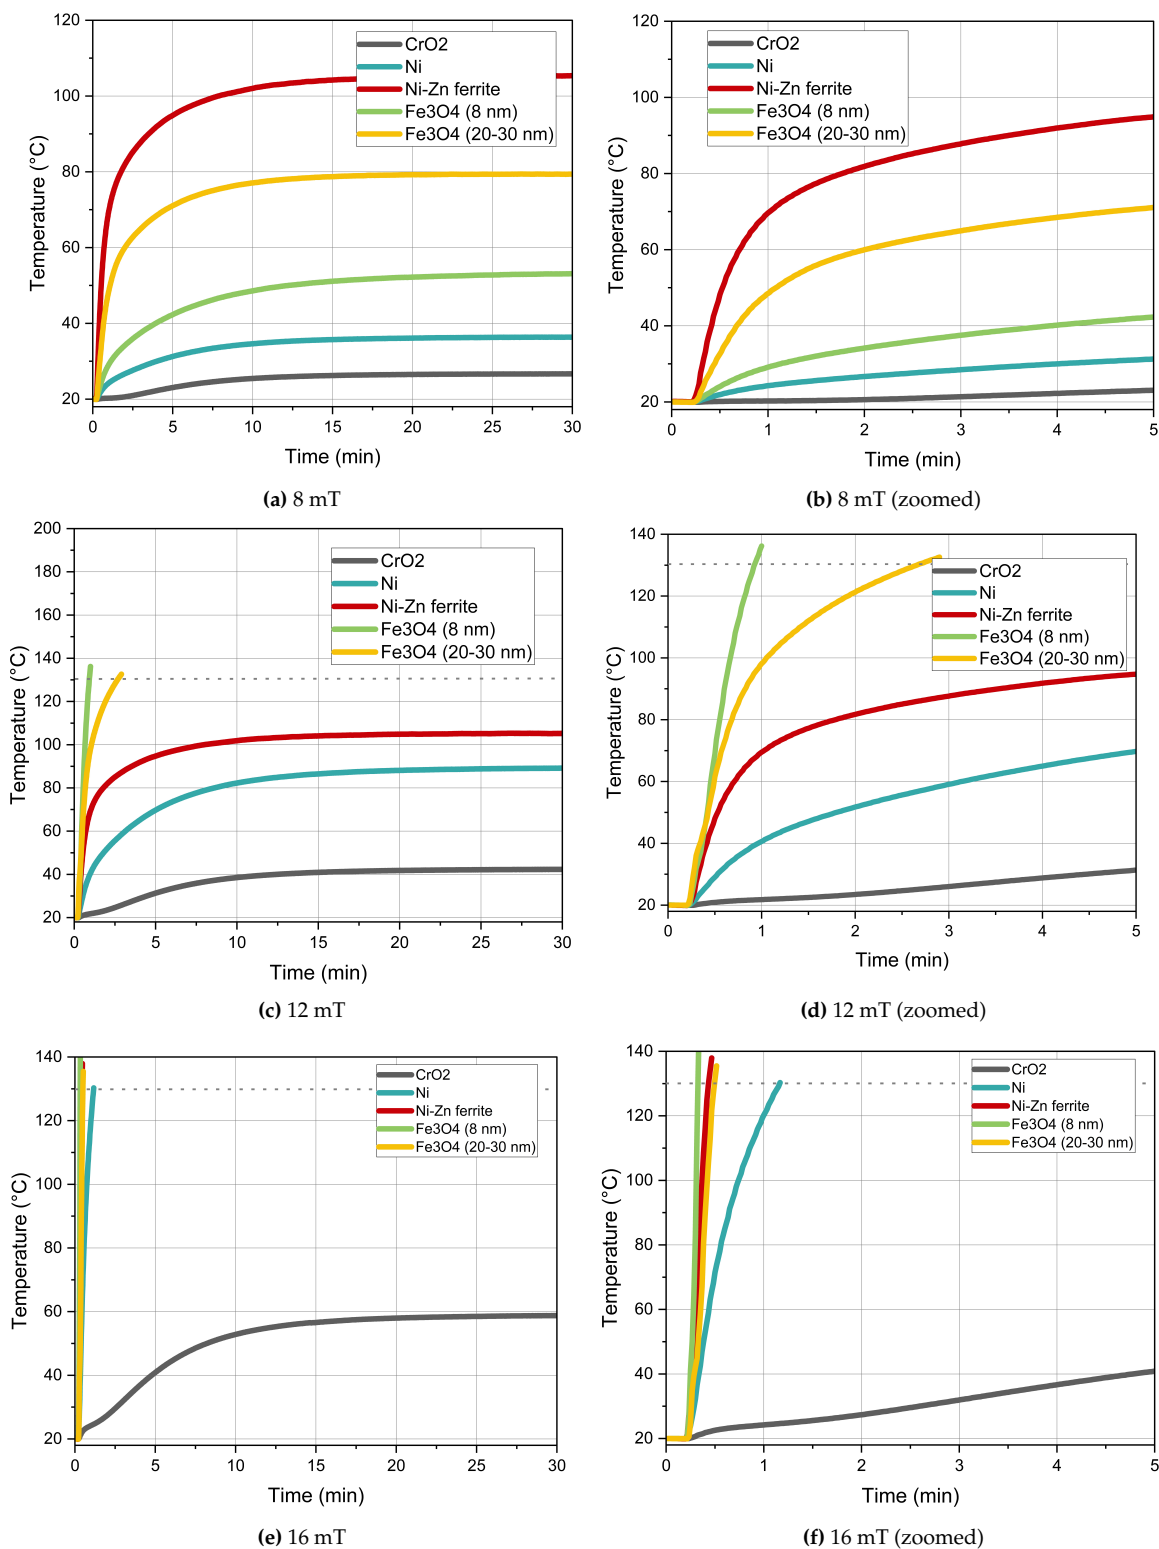 120
100
80
60
40
20
Temperature (°C)
CrO2
Ni
Ni-Zn ferrite
Fe3O4 (8 nm)
Fe3O4 (20-30 nm)
0 5 10 15 20 25 30
Time (min)
(a) 8 mT
120
100
80
60
40
20
Temperature (°C)
CrO2
Ni
Ni-Zn ferrite
Fe3O4 (8 nm)
Fe3O4 (20-30 nm)
0 1 2 3 4 5
Time (min)
(b) 8 mT (zoomed)
200
180
160
140
120
100
80
60
40
20
Temperature (°C)
CrO2
Ni
Ni-Zn ferrite
Fe3O4 (8 nm)
Fe3O4 (20-30 nm)
0 5 10 15 20 25 30
Time (min)
(c) 12 mT
140
120
100
80
60
40
20
Temperature (°C)
CrO2
Ni
Ni-Zn ferrite
Fe3O4 (8 nm)
Fe3O4 (20-30 nm)
0 1 2 3 4 5
Time (min)
(d) 12 mT (zoomed)
140
120
100
80
60
40
20
Temperature (°C)
CrO2
Ni
Ni-Zn ferrite
Fe3O4 (8 nm)
Fe3O4 (20-30 nm)
0 5 10 15 20 25 30
Time (min)
(e) 16 mT
140
120
100
80
60
40
20
Temperature (°C)
CrO2
Ni
Ni-Zn ferrite
Fe3O4 (8 nm)
Fe3O4 (20-30 nm)
0 1 2 3 4 5
Time (min)
(f) 16 mT (zoomed)